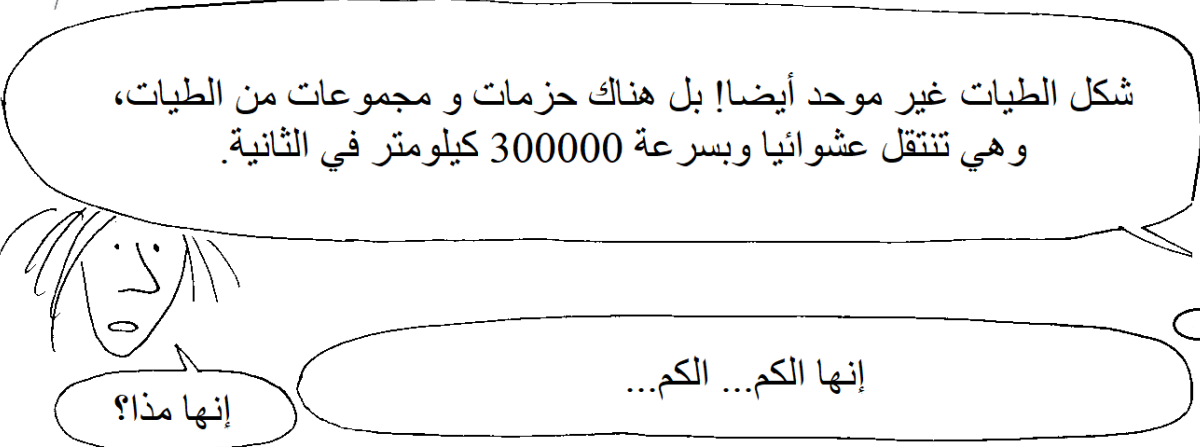 شكل الطيات غير موحد أيضا! بل هناك حزمات و مجموعات من الطيات،
وهي تنتقل عشوائيا وبسرعة 300000 كيلومتر في الثانية.
إنها الكم... الكم...
إنها مذا؟